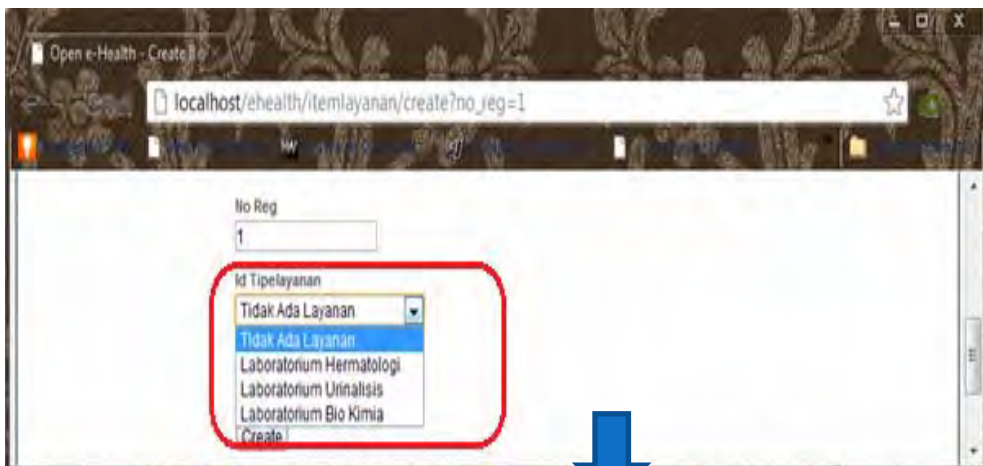 Open e-Health - Create
localhost/ehealth/itemlayanan/create?no_reg=1
No Reg
1
Id Tipelayanan
Tidak Ada Layanan
Tidak Ada Layanan
Laboratorium Hermatologi
Laboratorium Urinalisis
Laboratorium Bio Kimia
Create